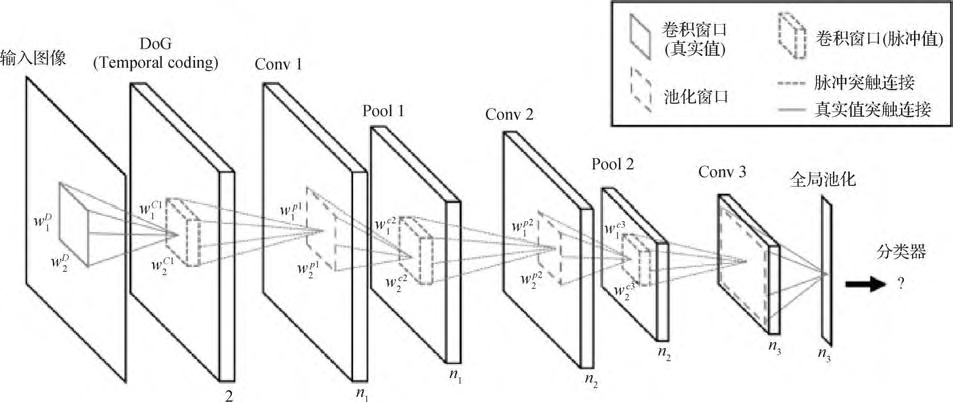 输入图像
DoG
(Temporal coding)
Conv 1
Pool 1
Conv 2
Pool 2
Conv 3
全局池化
分类器
?
卷积窗口
(真实值)
卷积窗口(脉冲值)
池化窗口
脉冲突触连接
真实值突触连接
w_1^D
w_2^D
w_1^{C1}
w_2^{C1}
w_1^{p1}
w_2^{p1}
w_1^{c2}
w_2^{c2}
w_1^{p2}
w_2^{p2}
w_1^{c3}
w_2^{c3}
2
n_1
n_1
n_2
n_2
n_3
n_3